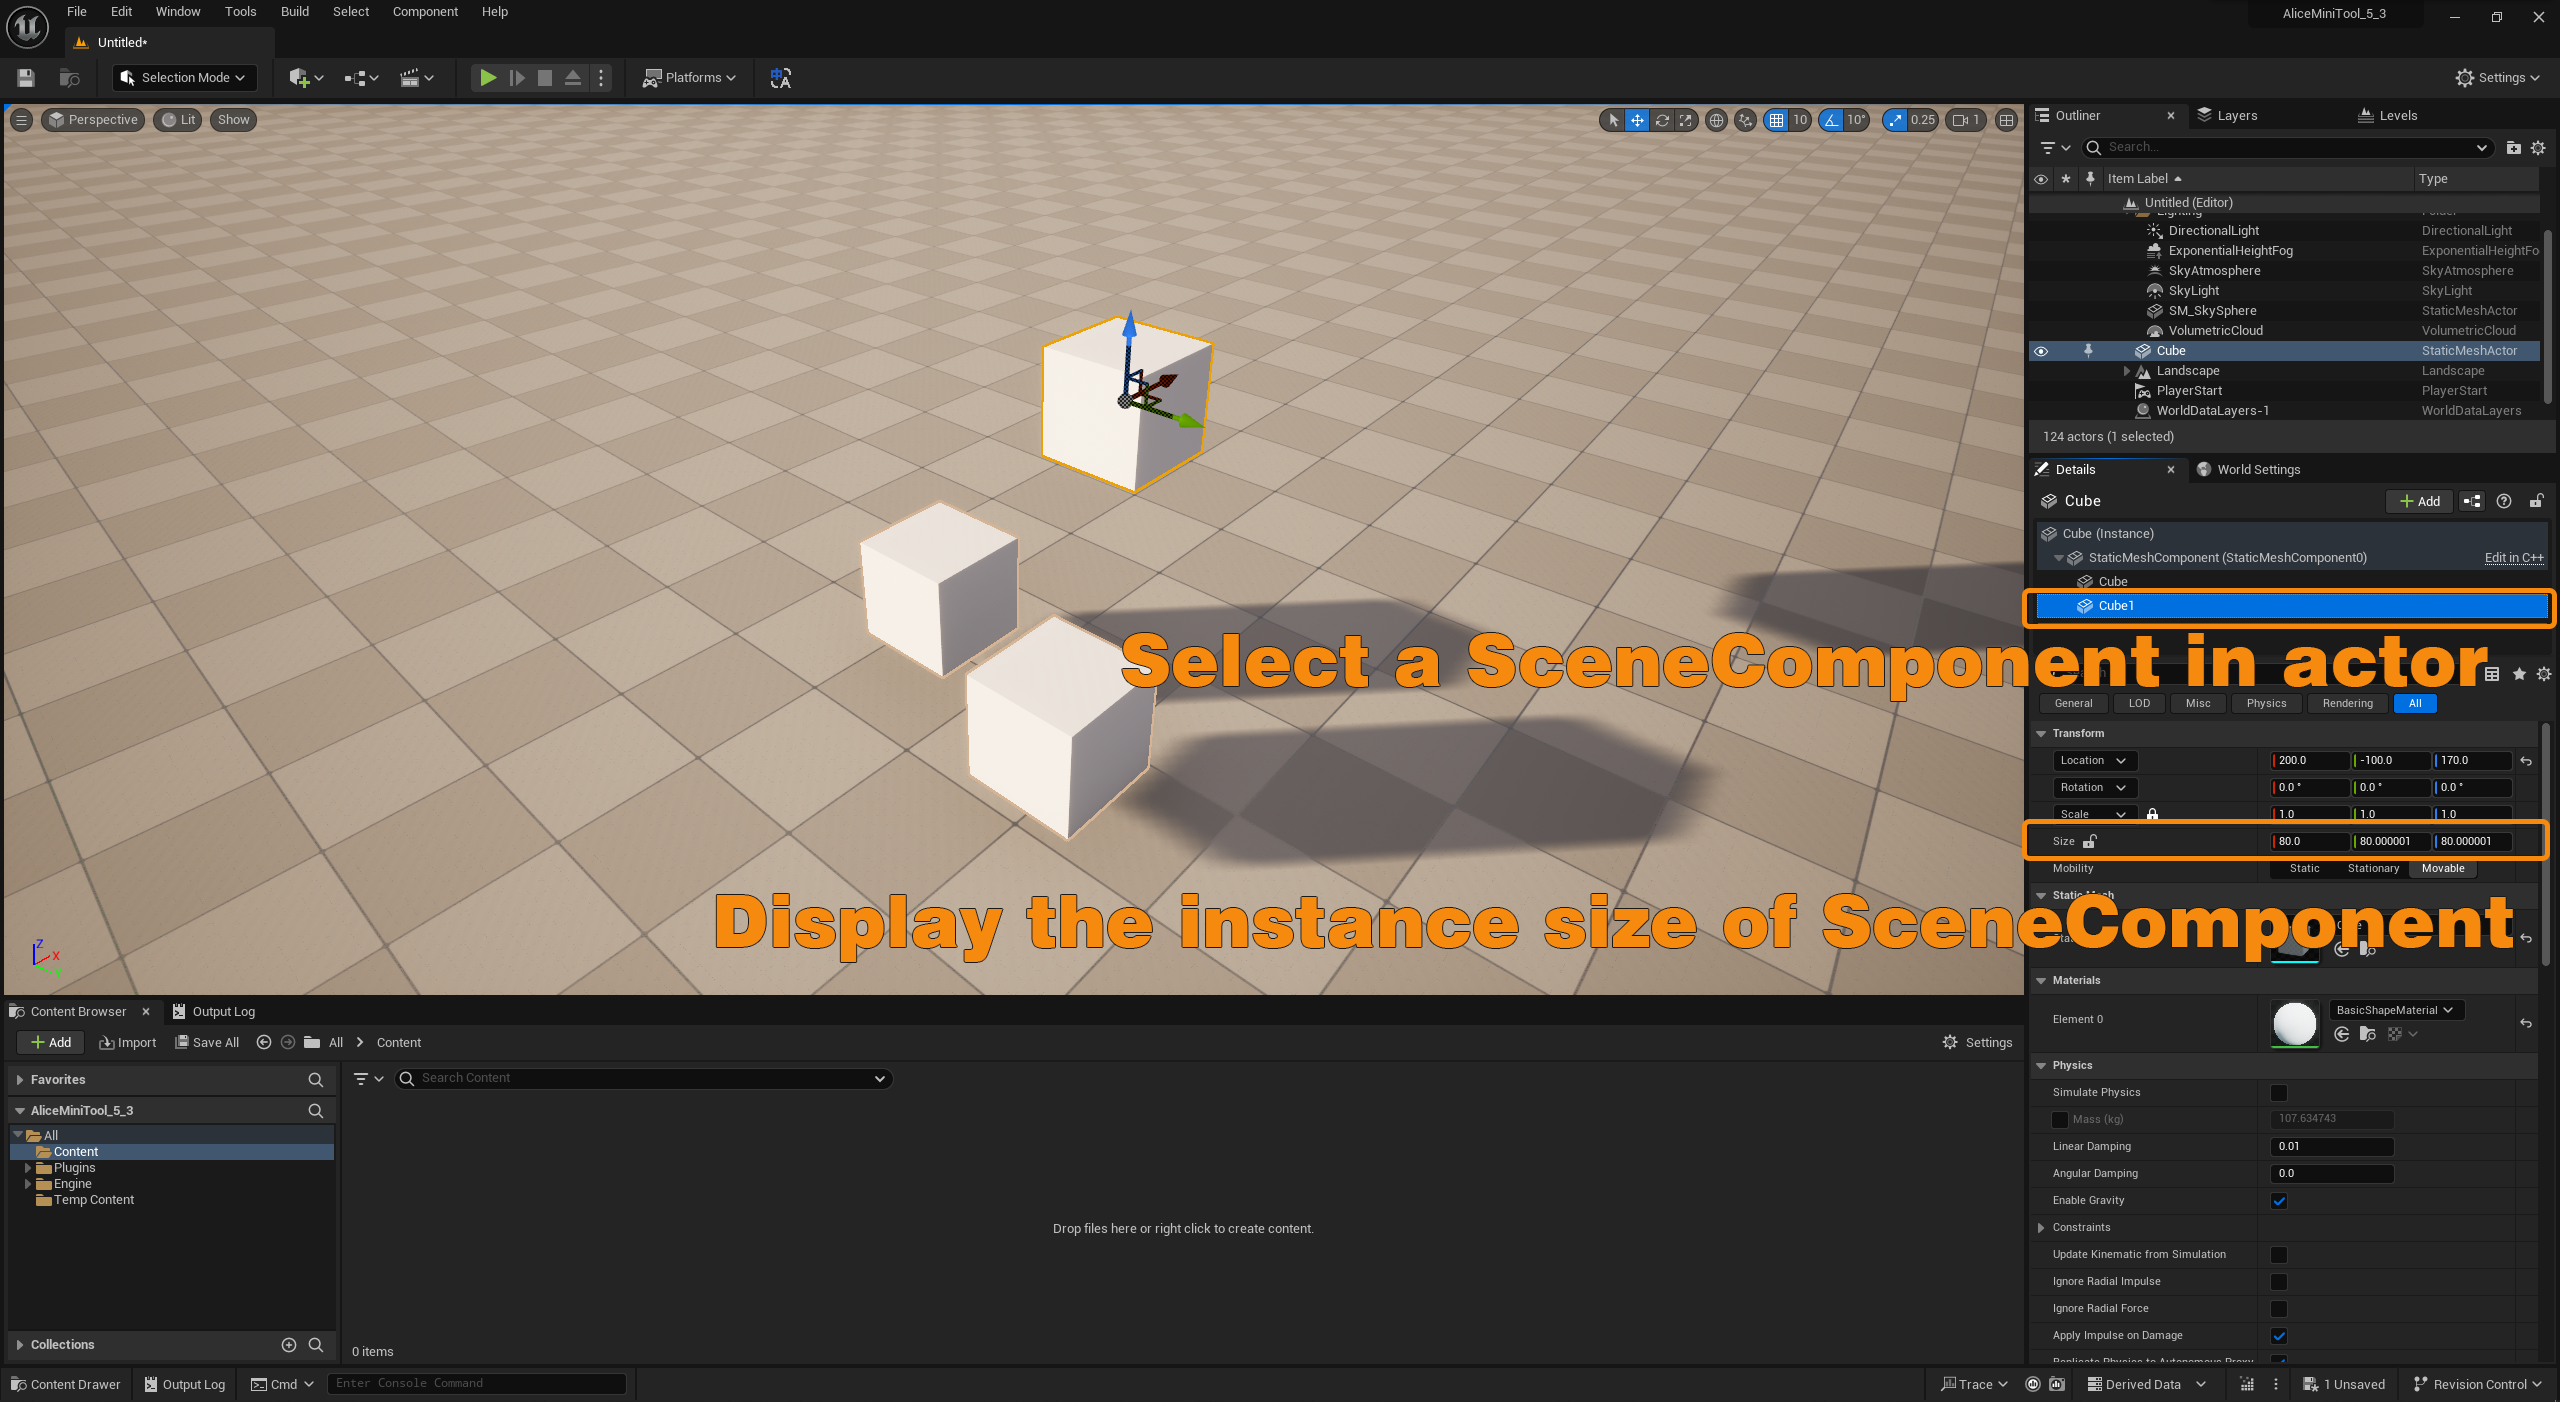 File Edit Window Tools Build Select Component Help
AliceMiniTool_5_3
Untitled*
Selection Mode
Platforms
Settings
Perspective Lit Show
10 10° 0.25 1
Outliner Layers Levels
Search...
Item Label Type
Untitled (Editor)
Lighting Folder
DirectionalLight DirectionalLight
ExponentialHeightFog ExponentialHeightFo
SkyAtmosphere SkyAtmosphere
SkyLight SkyLight
SM_SkySphere StaticMeshActor
VolumetricCloud VolumetricCloud
Cube StaticMeshActor
Landscape Landscape
PlayerStart PlayerStart
WorldDataLayers-1 WorldDataLayers
124 actors (1 selected)
Details World Settings
Cube
Add
Cube (Instance)
StaticMeshComponent (StaticMeshComponent0) Edit in C++
Cube
Cube1
Select a SceneComponent in actor
General LOD Misc Physics Rendering All
Transform
Location 200.0 -100.0 170.0
Rotation 0.0 ° 0.0 ° 0.0 °
Scale 1.0 1.0 1.0
Size 80.0 80.000001 80.000001
Mobility Static Stationary Movable
Static Mesh
Display the instance size of SceneComponent
Materials
Element 0 BasicShapeMaterial
Physics
Simulate Physics
Mass (kg) 107.634743
Linear Damping 0.01
Angular Damping 0.0
Enable Gravity
Constraints
Update Kinematic from Simulation
Ignore Radial Impulse
Ignore Radial Force
Apply Impulse on Damage
Replicate Physics to Autonomous Proxy
Z
X
Y
Content Browser Output Log
Add Import Save All All Content Settings
Favorites
Search Content
AliceMiniTool_5_3
All
Content
Plugins
Engine
Temp Content
Drop files here or right click to create content.
Collections
0 items
Content Drawer Output Log Cmd Enter Console Command Trace Derived Data 1 Unsaved Revision Control